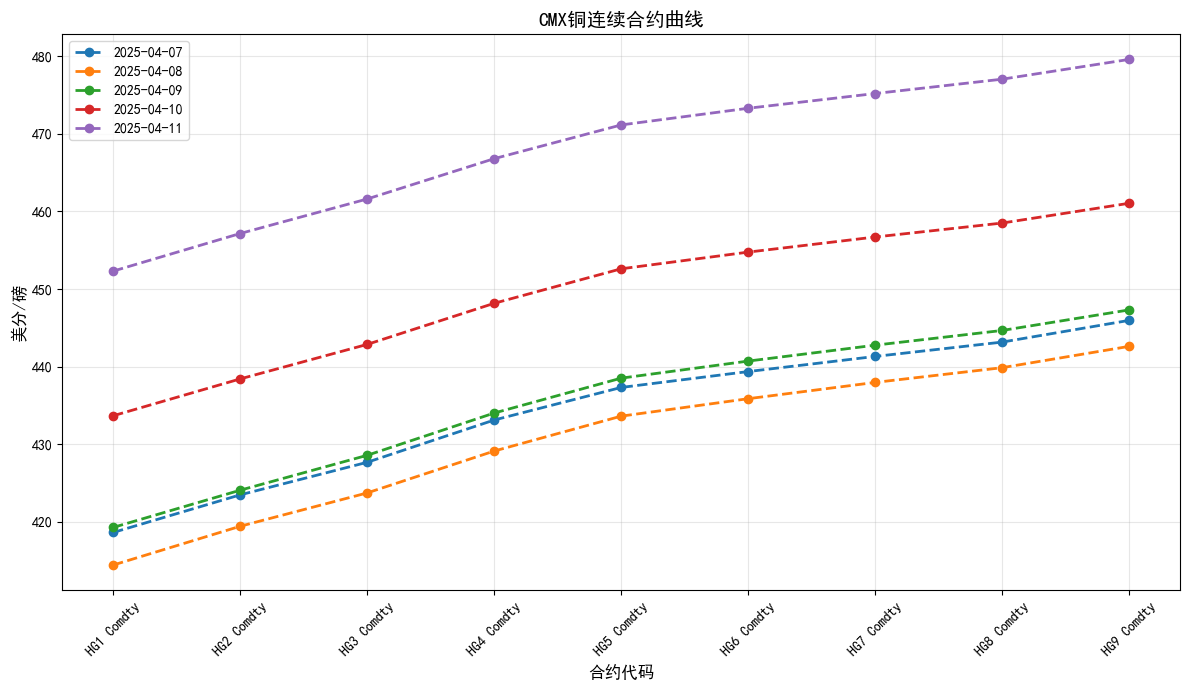 CMX铜连续合约曲线
2025-04-07
2025-04-08
2025-04-09
2025-04-10
2025-04-11
美分/磅
480
470
460
450
440
430
420
HG1 Comdty
HG2 Comdty
HG3 Comdty
HG4 Comdty
HG5 Comdty
HG6 Comdty
HG7 Comdty
HG8 Comdty
HG9 Comdty
合约代码